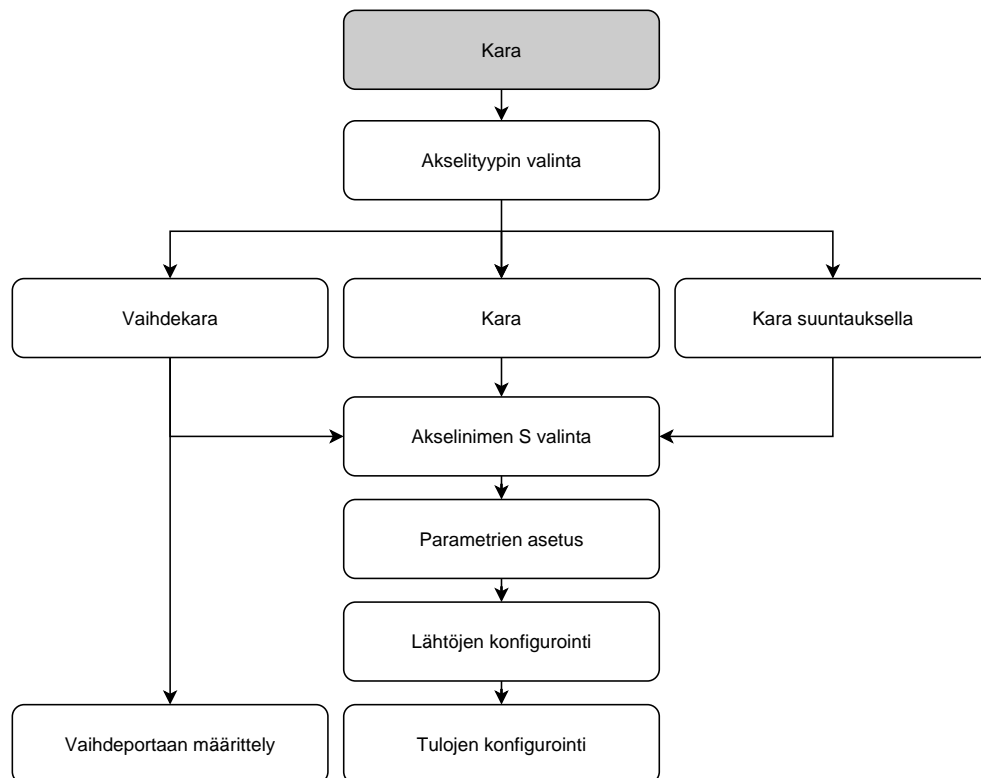 Kara
Akselityypin valinta
Vaihdekara
Kara
Kara suuntauksella
Akselinimen S valinta
Parametrien asetus
Lähtöjen konfigurointi
Vaihdeportaan määrittely
Tulojen konfigurointi